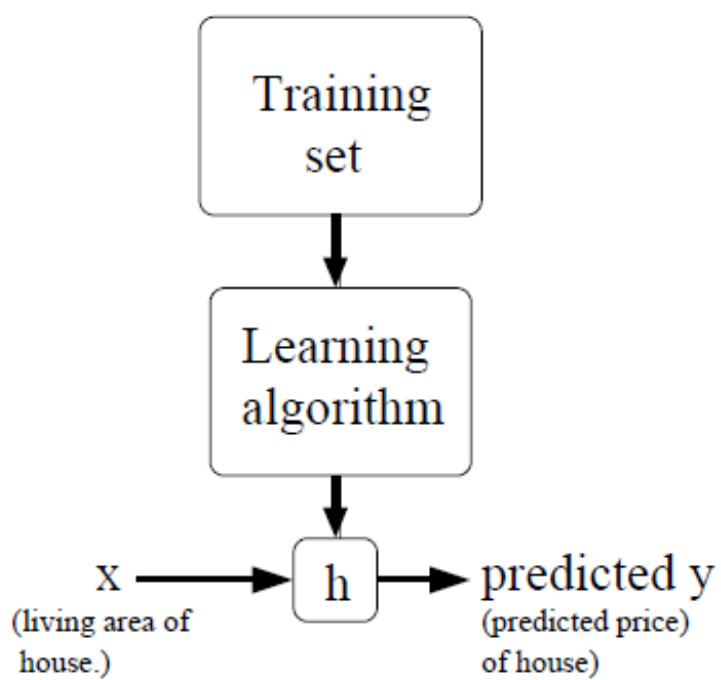 Training
set
Learning
algorithm
x
(living area of
house.)
h
predicted y
(predicted price)
of house)